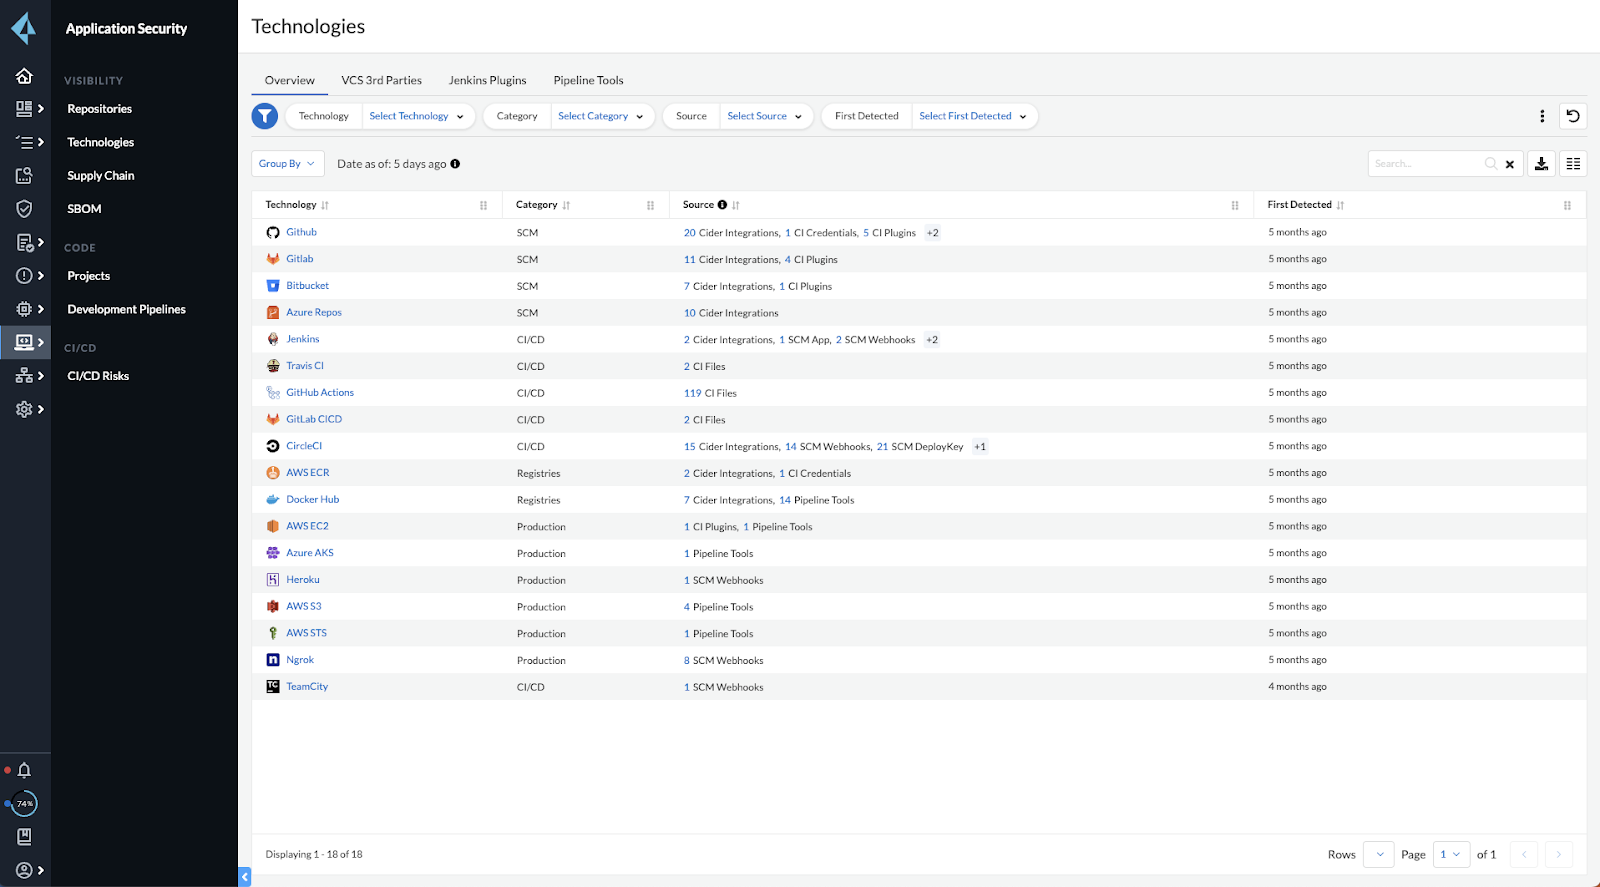 Application Security
VISIBILITY
Repositories
Technologies
Supply Chain
SBOM
CODE
Projects
Development Pipelines
CI/CD
CI/CD Risks
74%
Technologies
Overview VCS 3rd Parties Jenkins Plugins Pipeline Tools
Technology Select Technology Category Select Category Source Select Source First Detected Select First Detected
Group By Date as of: 5 days ago Search...
Technology Category Source First Detected
Github SCM 20 Cider Integrations, 1 CI Credentials, 5 CI Plugins +2 5 months ago
Gitlab SCM 11 Cider Integrations, 4 CI Plugins 5 months ago
Bitbucket SCM 7 Cider Integrations, 1 CI Plugins 5 months ago
Azure Repos SCM 10 Cider Integrations 5 months ago
Jenkins CI/CD 2 Cider Integrations, 1 SCM App, 2 SCM Webhooks +2 5 months ago
Travis CI CI/CD 2 CI Files 5 months ago
GitHub Actions CI/CD 119 CI Files 5 months ago
GitLab CICD CI/CD 2 CI Files 5 months ago
CircleCI CI/CD 15 Cider Integrations, 14 SCM Webhooks, 21 SCM DeployKey +1 5 months ago
AWS ECR Registries 2 Cider Integrations, 1 CI Credentials 5 months ago
Docker Hub Registries 7 Cider Integrations, 14 Pipeline Tools 5 months ago
AWS EC2 Production 1 CI Plugins, 1 Pipeline Tools 5 months ago
Azure AKS Production 1 Pipeline Tools 5 months ago
Heroku Production 1 SCM Webhooks 5 months ago
AWS S3 Production 4 Pipeline Tools 5 months ago
AWS STS Production 1 Pipeline Tools 5 months ago
n Ngrok Production 8 SCM Webhooks 5 months ago
TC TeamCity CI/CD 1 SCM Webhooks 4 months ago
Displaying 1 - 18 of 18 Rows Page 1 of 1